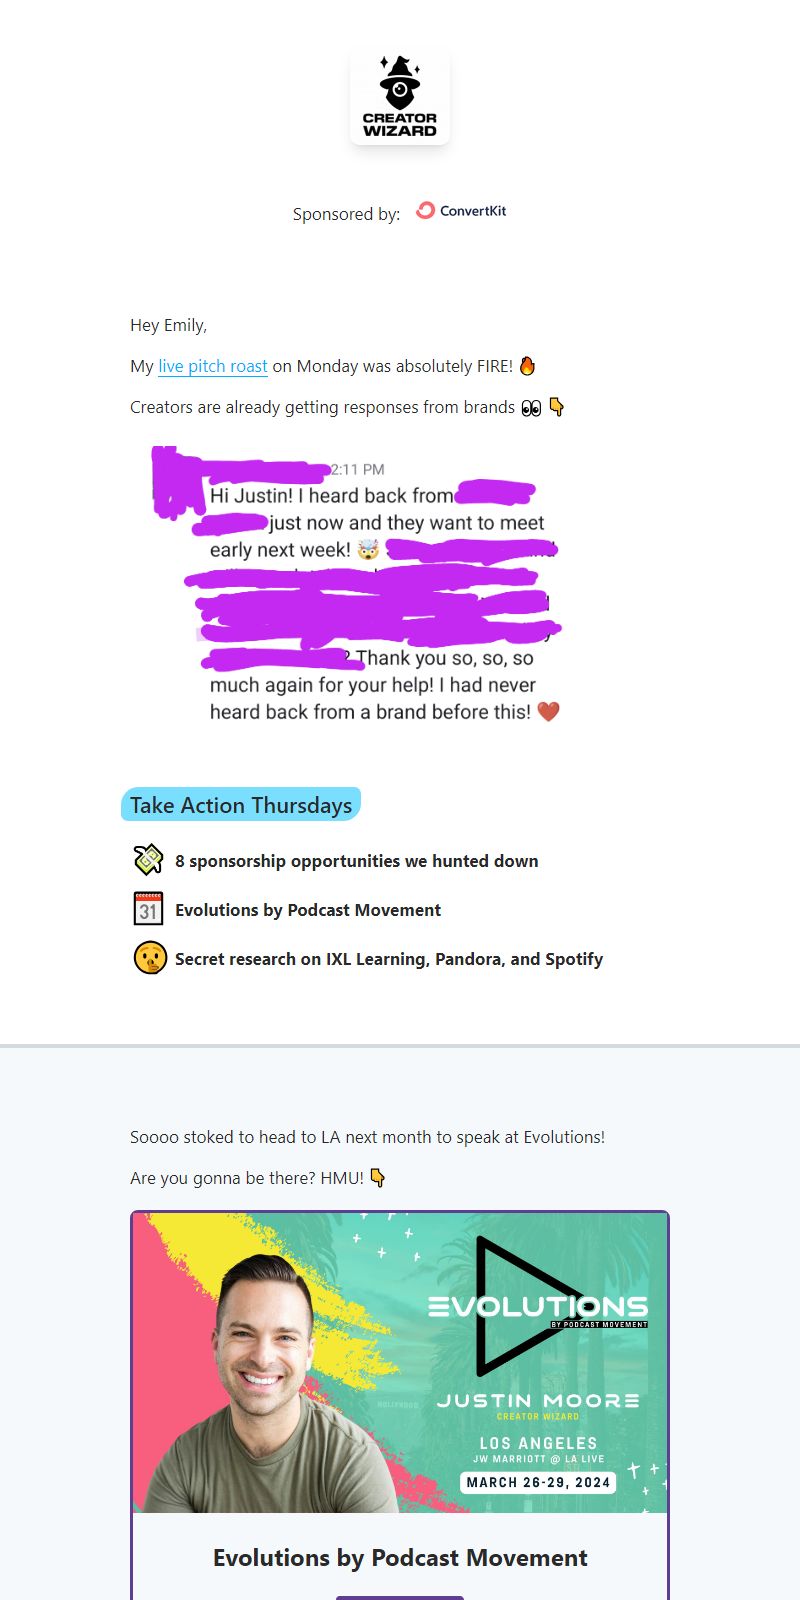 CREATOR
WIZARD
Sponsored by: ConvertKit
Hey Emily,
My live pitch roast on Monday was absolutely FIRE! 🔥
Creators are already getting responses from brands 👀 👇
2:11 PM
Hi Justin! I heard back from
just now and they want to meet
early next week! 🤯
? Thank you so, so, so
much again for your help! I had never
heard back from a brand before this! ❤️
Take Action Thursdays
💸 8 sponsorship opportunities we hunted down
31 Evolutions by Podcast Movement
🤫 Secret research on IXL Learning, Pandora, and Spotify
Soooo stoked to head to LA next month to speak at Evolutions!
Are you gonna be there? HMU! 👇
EVOLUTIONS
BY PODCAST MOVEMENT
JUSTIN MOORE
CREATOR WIZARD
LOS ANGELES
JW MARRIOTT @ LA LIVE
MARCH 26-29, 2024
Evolutions by Podcast Movement